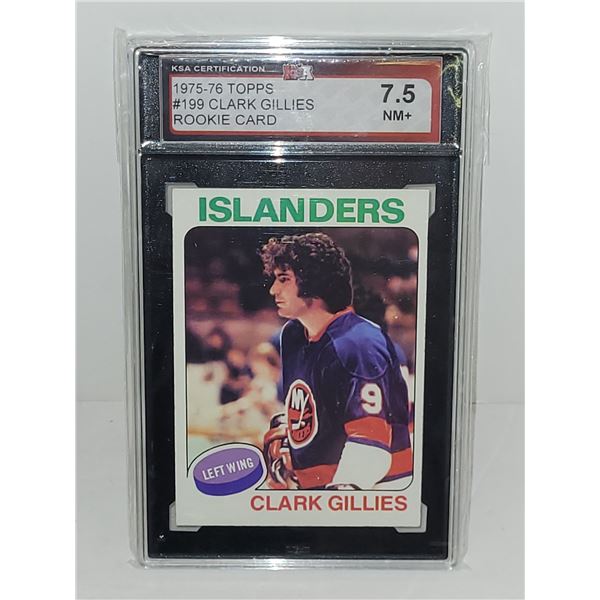 KSA CERTIFICATION KSA
1975-76 TOPPS
#199 CLARK GILLIES
ROOKIE CARD
7.5
NM+
ISLANDERS
9
NY
LEFT WING
CLARK GILLIES